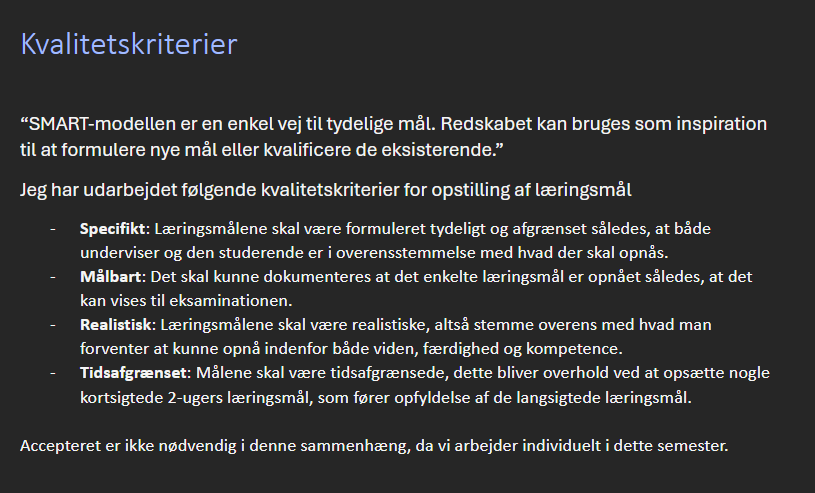 Kvalitetskriterier
“SMART-modellen er en enkel vej til tydelige mål. Redskabet kan bruges som inspiration
til at formulere nye mål eller kvalificere de eksisterende.”
Jeg har udarbejdet følgende kvalitetskriterier for opstilling af læringsmål
- Specifikt: Læringsmålene skal være formuleret tydeligt og afgrænset således, at både
underviser og den studerende er i overensstemmelse med hvad der skal opnås.
- Målbart: Det skal kunne dokumenteres at det enkelte læringsmål er opnået således, at det
kan vises til eksaminationen.
- Realistisk: Læringsmålene skal være realistiske, altså stemme overens med hvad man
forventer at kunne opnå indenfor både viden, færdighed og kompetence.
- Tidsafgrænset: Målene skal være tidsafgrænsede, dette bliver overhold ved at opsætte nogle
kortsigtede 2-ugers læringsmål, som fører opfyldelse af de langsigtede læringsmål.
Accepteret er ikke nødvendig i denne sammenhæng, da vi arbejder individuelt i dette semester.